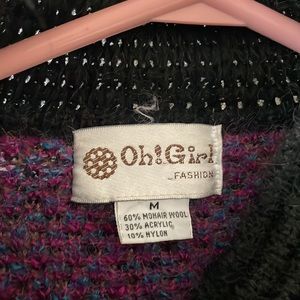 Oh!Girl
FASHION
M
60% MOHAIR WOOL
30% ACRYLIC
10% NYLON